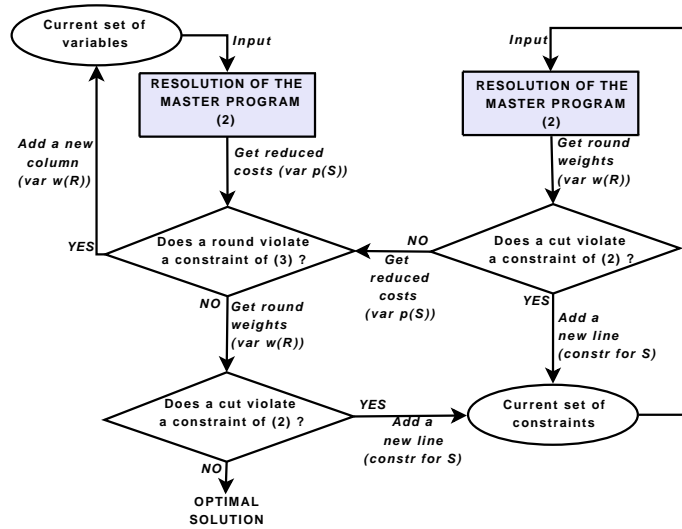 Current set of
variables
Input
RESOLUTION OF THE
MASTER PROGRAM
(2)
Add a new
column
(var w(R))
Get reduced
costs (var p(S))
YES
Does a round violate
a constraint of (3) ?
NO
Get round
weights
(var w(R))
Does a cut violate
a constraint of (2) ?
YES
Add a
new line
(constr for S)
NO
OPTIMAL
SOLUTION
Input
RESOLUTION OF THE
MASTER PROGRAM
(2)
Get round
weights
(var w(R))
Does a cut violate
a constraint of (2) ?
NO
Get
reduced
costs
(var p(S))
YES
Add a
new line
(constr for S)
Current set of
constraints